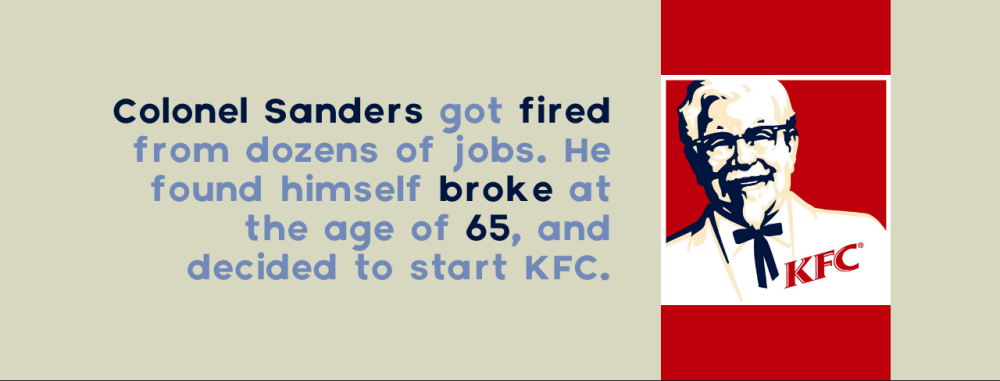 Colonel Sanders got fired
from dozens of jobs. He
found himself broke at
the age of 65, and
decided to start KFC.
KFC®